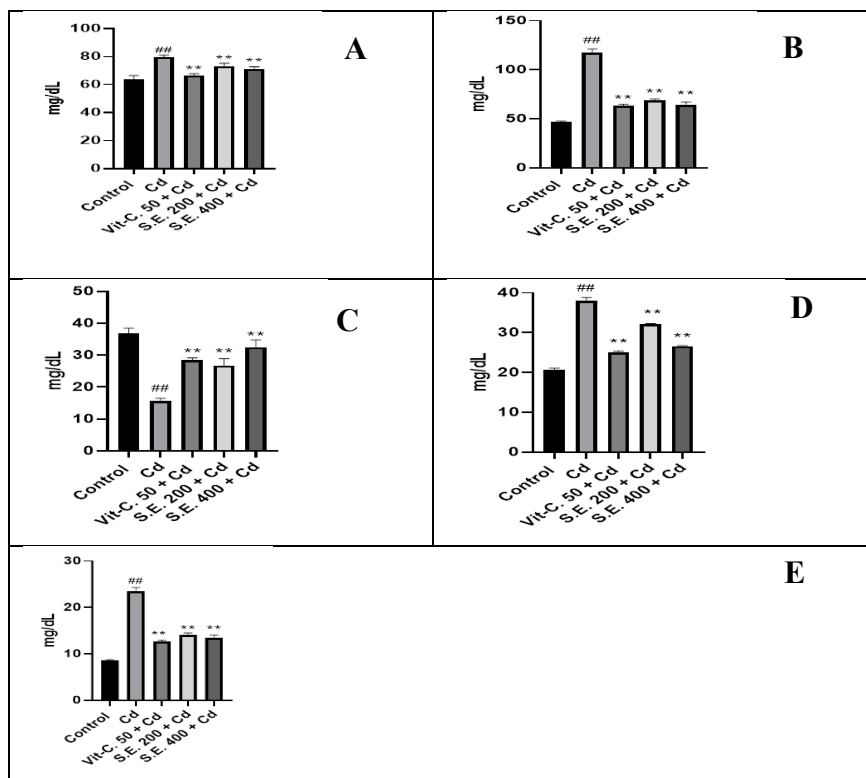 A
100
80
60
40
20
0
mg/dL
##
**
**
**
Control
Cd
Vit-C. 50 + Cd
S.E. 200 + Cd
S.E. 400 + Cd
B
150
100
50
0
mg/dL
##
**
**
**
Control
Cd
Vit-C. 50 + Cd
S.E. 200 + Cd
S.E. 400 + Cd
C
50
40
30
20
10
0
mg/dL
##
**
**
**
Control
Cd
Vit-C. 50 + Cd
S.E. 200 + Cd
S.E. 400 + Cd
D
40
30
20
10
0
mg/dL
##
**
**
**
Control
Cd
Vit-C. 50 + Cd
S.E. 200 + Cd
S.E. 400 + Cd
E
30
20
10
0
mg/dL
##
**
**
**
Control
Cd
Vit-C. 50 + Cd
S.E. 200 + Cd
S.E. 400 + Cd